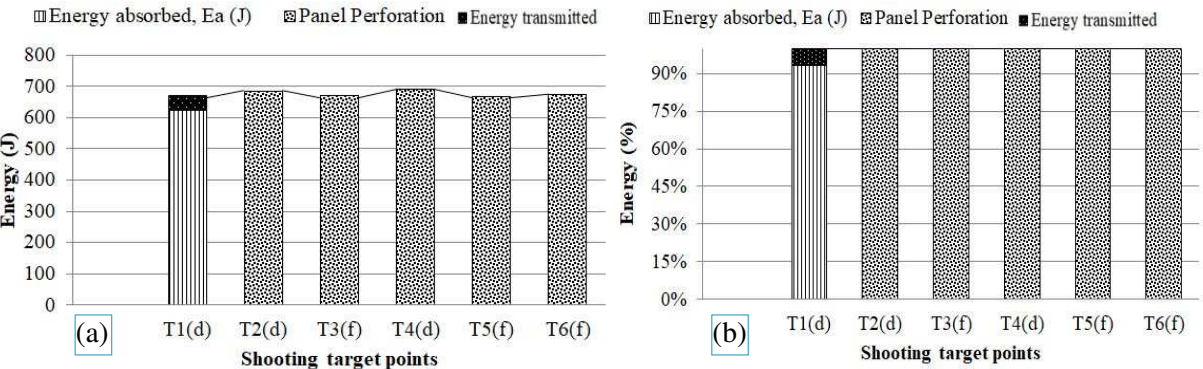 Energy absorbed, Ea (J) Panel Perforation Energy transmitted
800
700
600
500
400
300
200
100
0
Energy (J)
T1(d) T2(d) T3(f) T4(d) T5(f) T6(f)
(a)
Shooting target points
Energy absorbed, Ea (J) Panel Perforation Energy transmitted
90%
75%
60%
45%
30%
15%
0%
Energy (%)
T1(d) T2(d) T3(f) T4(d) T5(f) T6(f)
(b)
Shooting target points